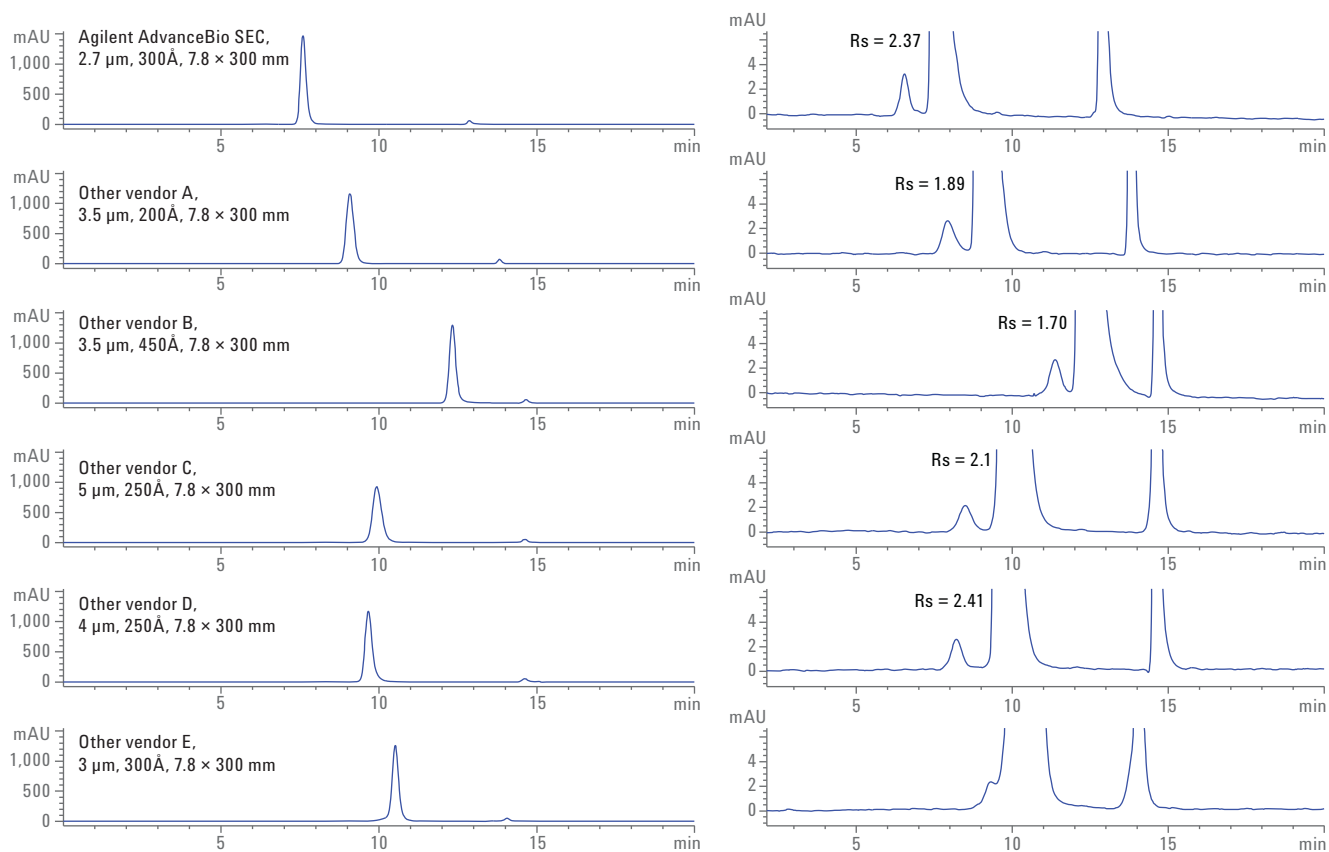 mAU
Agilent AdvanceBio SEC,
2.7 µm, 300Å, 7.8 × 300 mm
1,000
500
0
5 10 15 min
mAU
Rs = 2.37
4
2
0
5 10 15 min
mAU
Other vendor A,
3.5 µm, 200Å, 7.8 × 300 mm
1,000
500
0
5 10 15 min
mAU
Rs = 1.89
4
2
0
5 10 15 min
mAU
Other vendor B,
3.5 µm, 450Å, 7.8 × 300 mm
1,000
500
0
5 10 15 min
mAU
Rs = 1.70
4
2
0
5 10 15 min
mAU
Other vendor C,
5 µm, 250Å, 7.8 × 300 mm
1,000
500
0
5 10 15 min
mAU
Rs = 2.1
4
2
0
5 10 15 min
mAU
Other vendor D,
4 µm, 250Å, 7.8 × 300 mm
1,000
500
0
5 10 15 min
mAU
Rs = 2.41
4
2
0
5 10 15 min
mAU
Other vendor E,
3 µm, 300Å, 7.8 × 300 mm
1,000
500
0
5 10 15 min
mAU
4
2
0
5 10 15 min